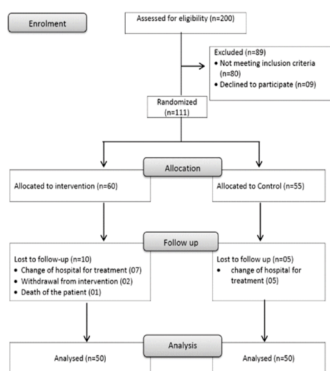 Enrolment
Assessed for eligibility (n=200)
Excluded (n=89)
• Not meeting inclusion criteria
(n=80)
• Declined to participate (n=09)
Randomized
(n=111)
Allocation
Allocated to intervention (n=60)
Allocated to Control (n=55)
Follow up
Lost to follow-up (n=10)
• Change of hospital for treatment (07)
• Withdrawal from intervention (02)
• Death of the patient (01)
Lost to follow up (n=05)
• change of hospital for
treatment (05)
Analysis
Analysed (n=50)
Analysed (n=50)